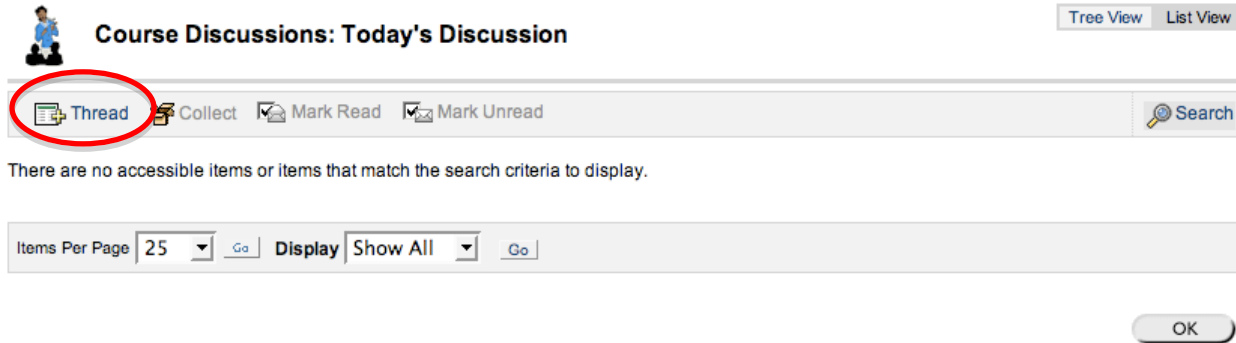 Tree View List View
Course Discussions: Today's Discussion
Thread Collect Mark Read Mark Unread Search
There are no accessible items or items that match the search criteria to display.
Items Per Page 25 Go Display Show All Go
OK